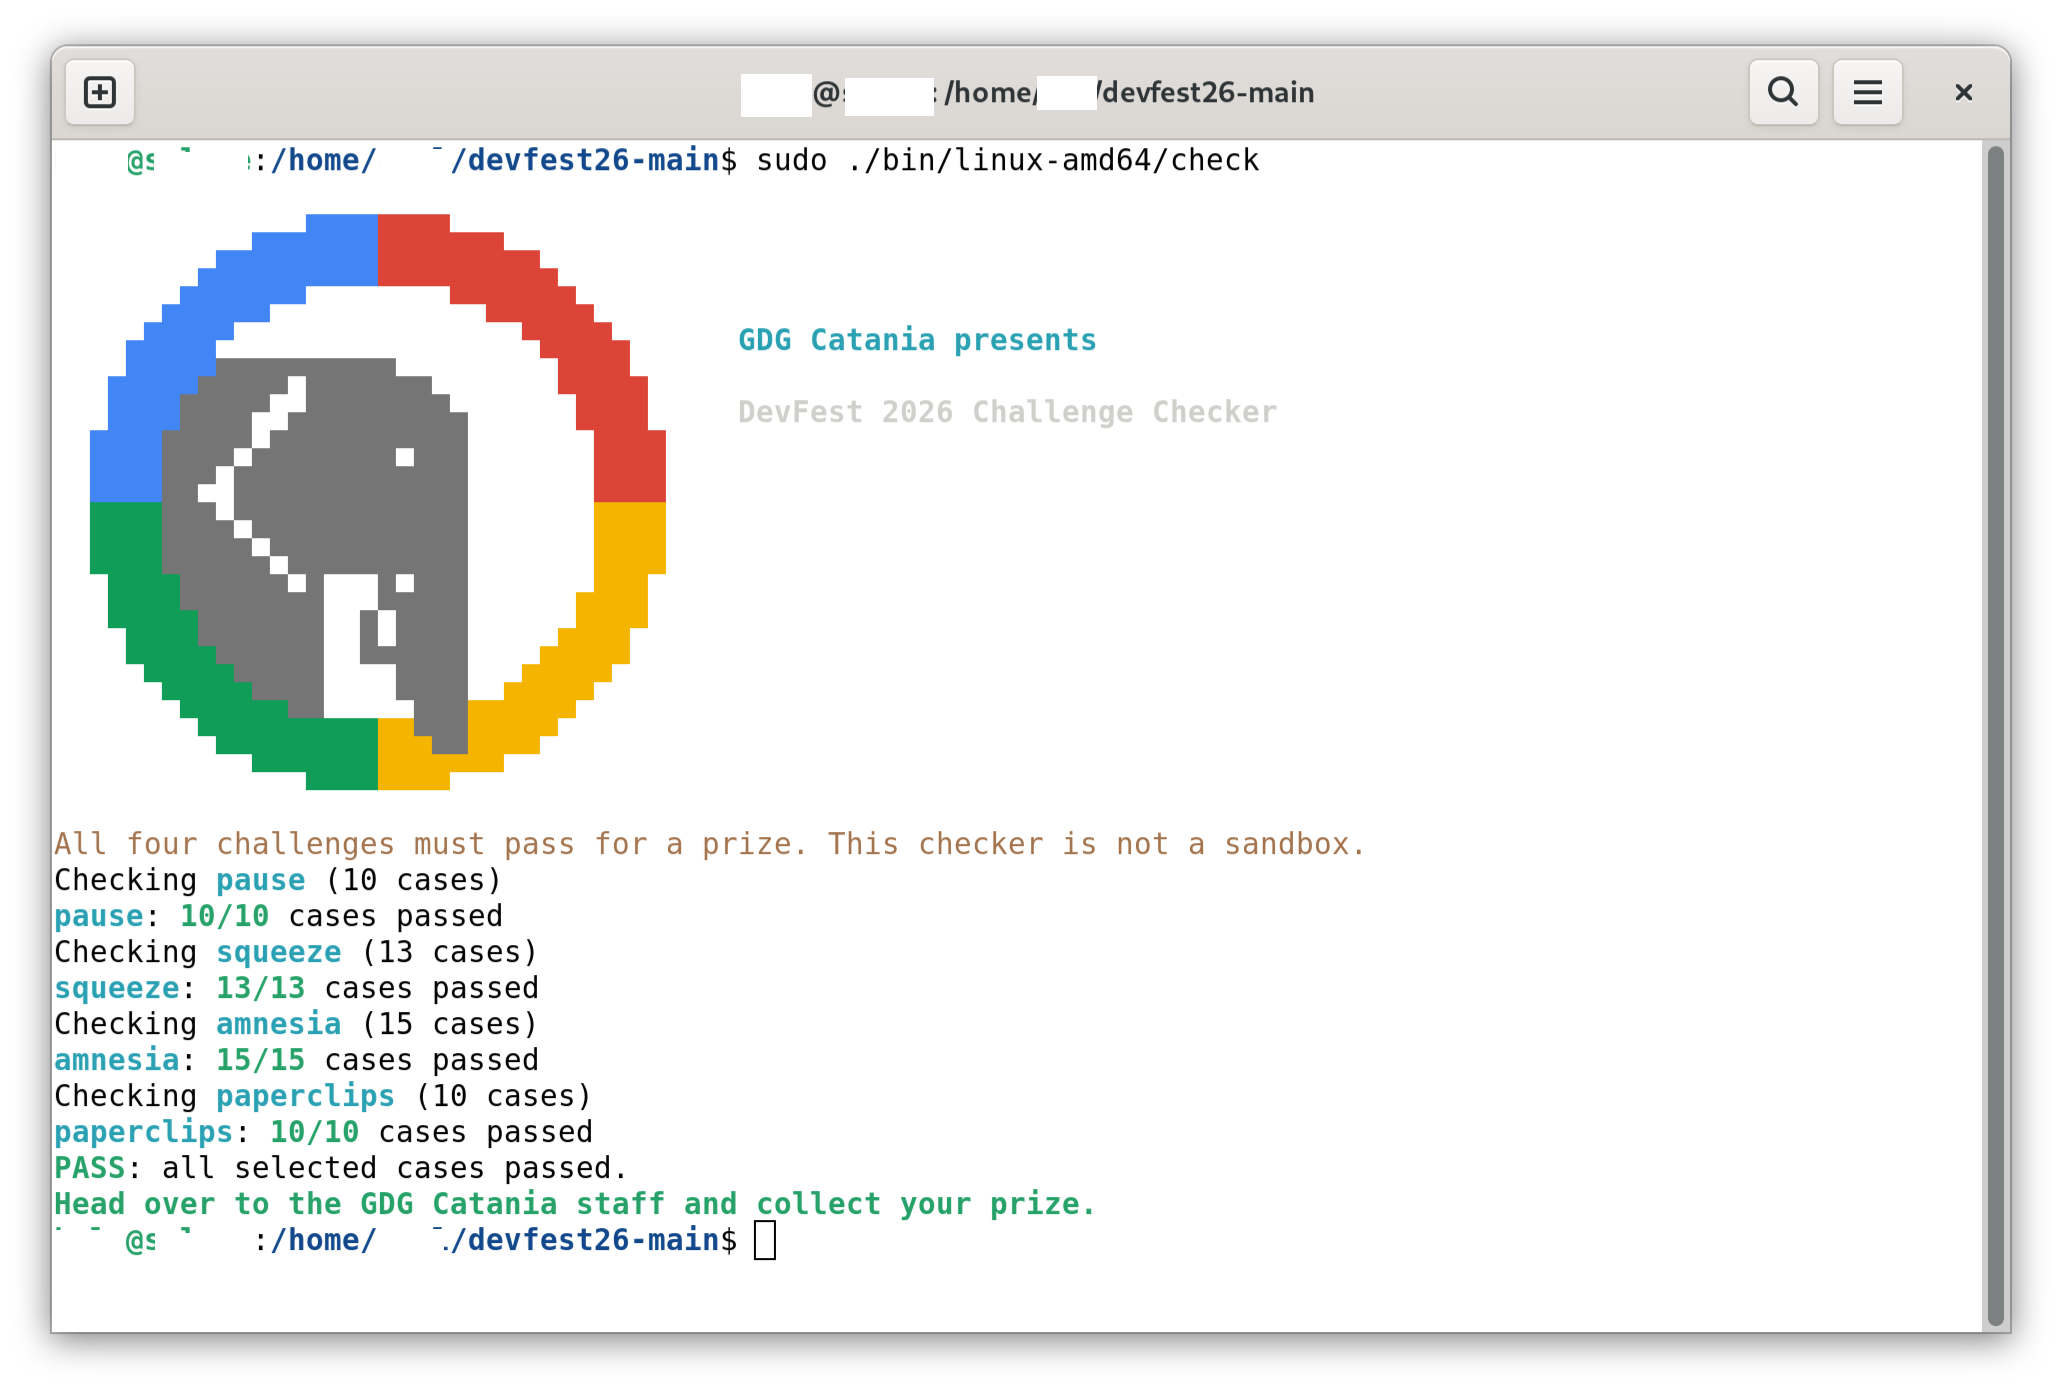 @ : /home/ /devfest26-main
@s :/home/ /devfest26-main$ sudo ./bin/linux-amd64/check
GDG Catania presents
DevFest 2026 Challenge Checker
All four challenges must pass for a prize. This checker is not a sandbox.
Checking pause (10 cases)
pause: 10/10 cases passed
Checking squeeze (13 cases)
squeeze: 13/13 cases passed
Checking amnesia (15 cases)
amnesia: 15/15 cases passed
Checking paperclips (10 cases)
paperclips: 10/10 cases passed
PASS: all selected cases passed.
Head over to the GDG Catania staff and collect your prize.
@s :/home/ /devfest26-main$